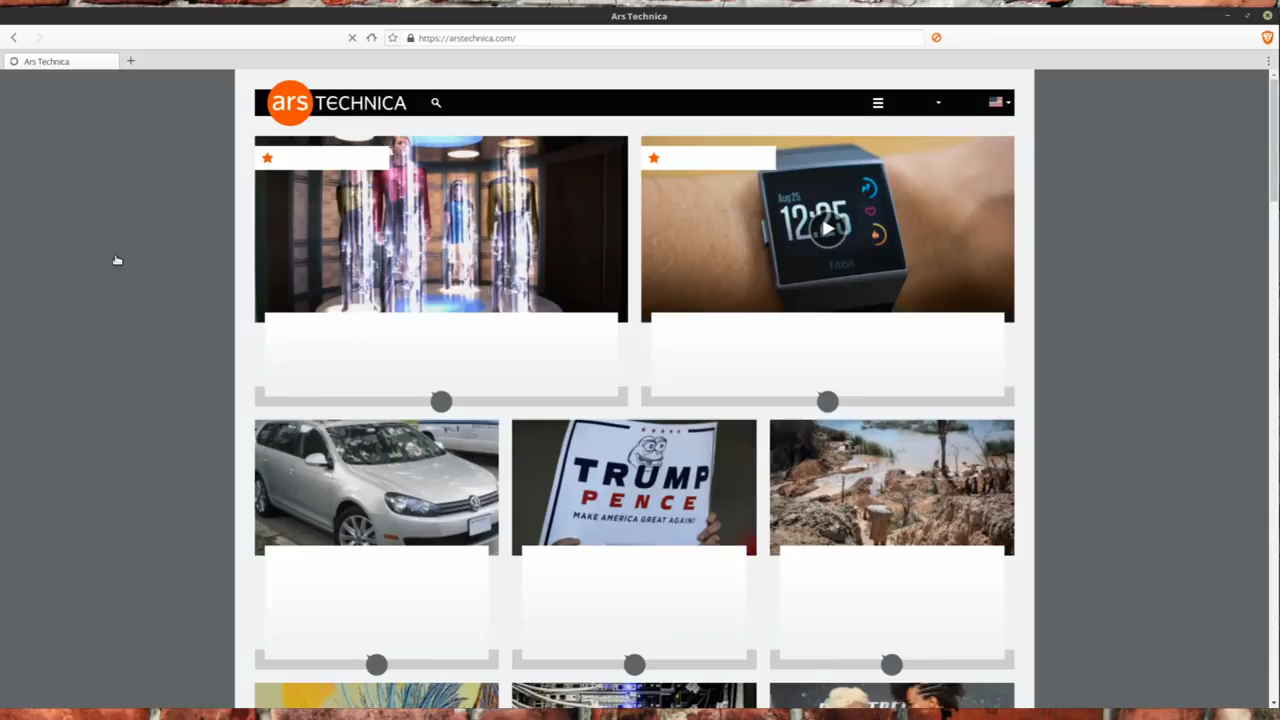 Ars Technica
https://arstechnica.com/
Ars Technica
ars TECHNICA
Aug 25
12:25
fitbit
TRUMP
PENCE
MAKE AMERICA GREAT AGAIN!